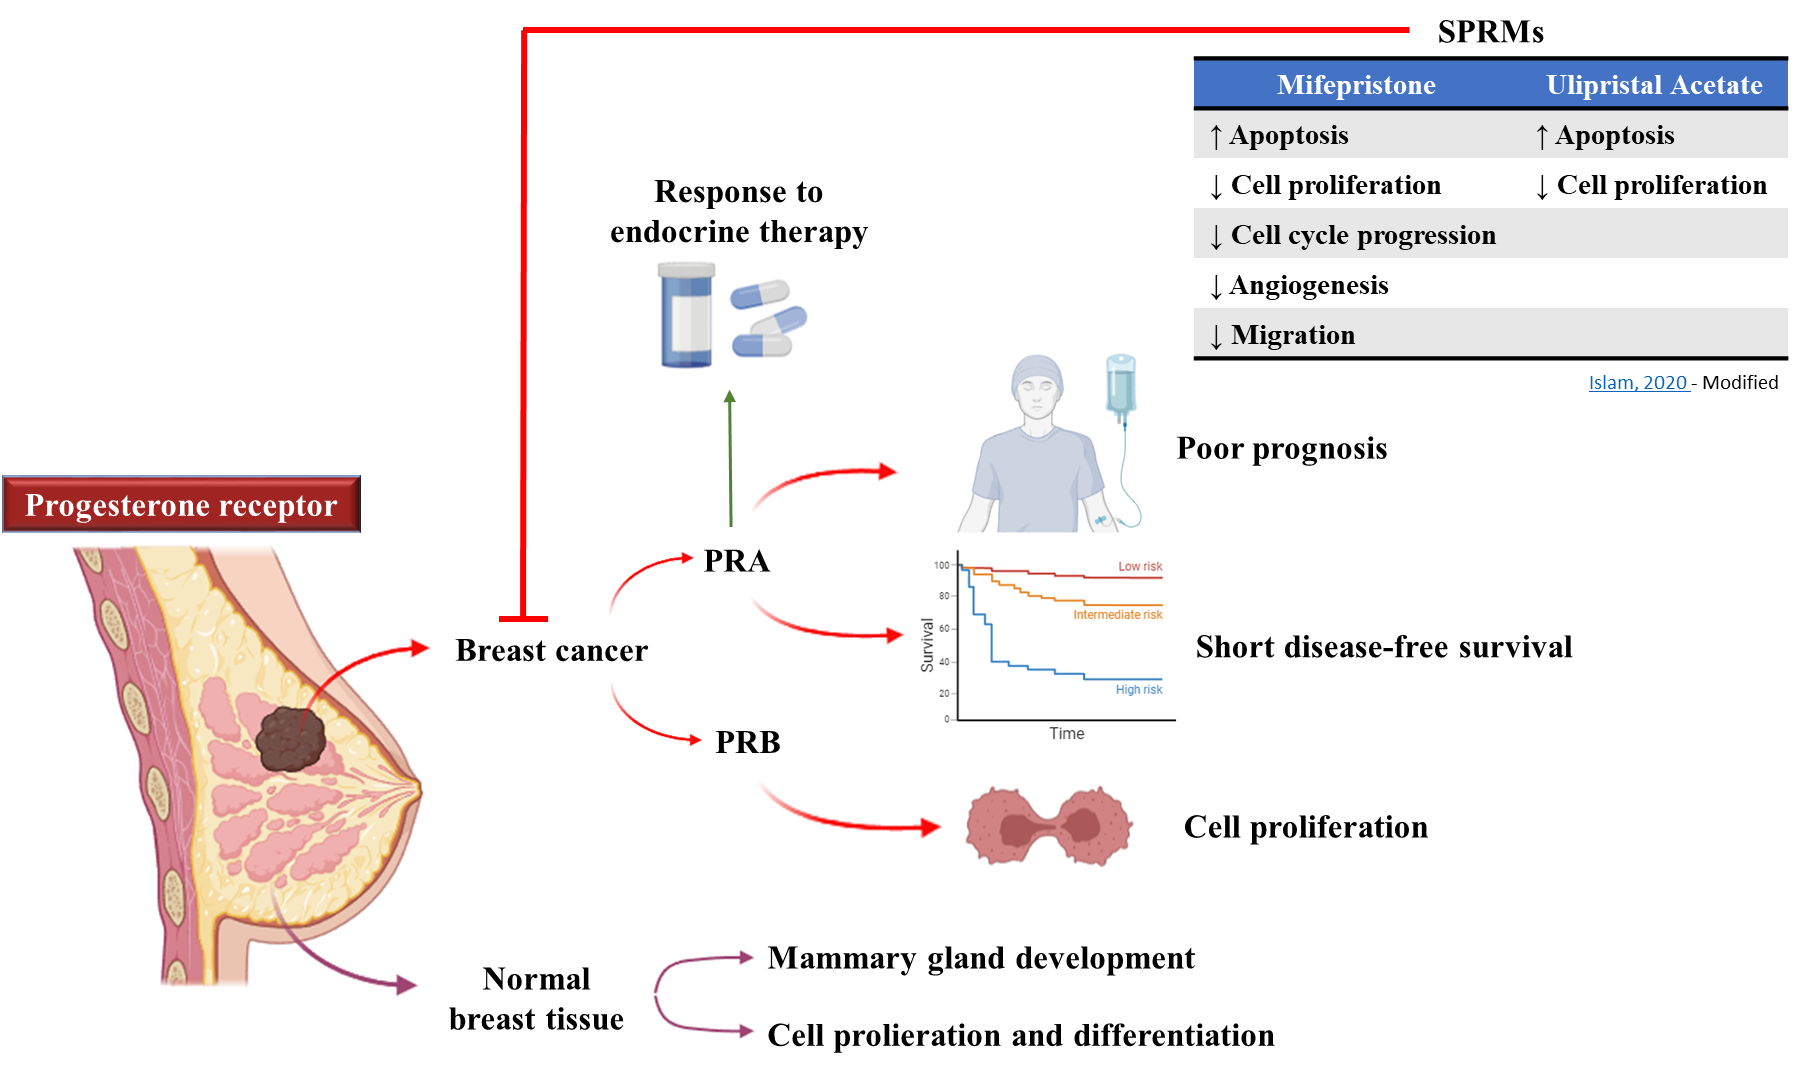 SPRMs
Mifepristone Ulipristal Acetate
↑ Apoptosis ↑ Apoptosis
↓ Cell proliferation ↓ Cell proliferation
↓ Cell cycle progression
↓ Angiogenesis
↓ Migration
Islam, 2020 - Modified
Response to
endocrine therapy
Poor prognosis
Progesterone receptor
PRA
Breast cancer
PRB
100
80
60
40
20
0
Survival
Time
Low risk
Intermediate risk
High risk
Short disease-free survival
Cell proliferation
Normal
breast tissue
Mammary gland development
Cell prolieration and differentiation